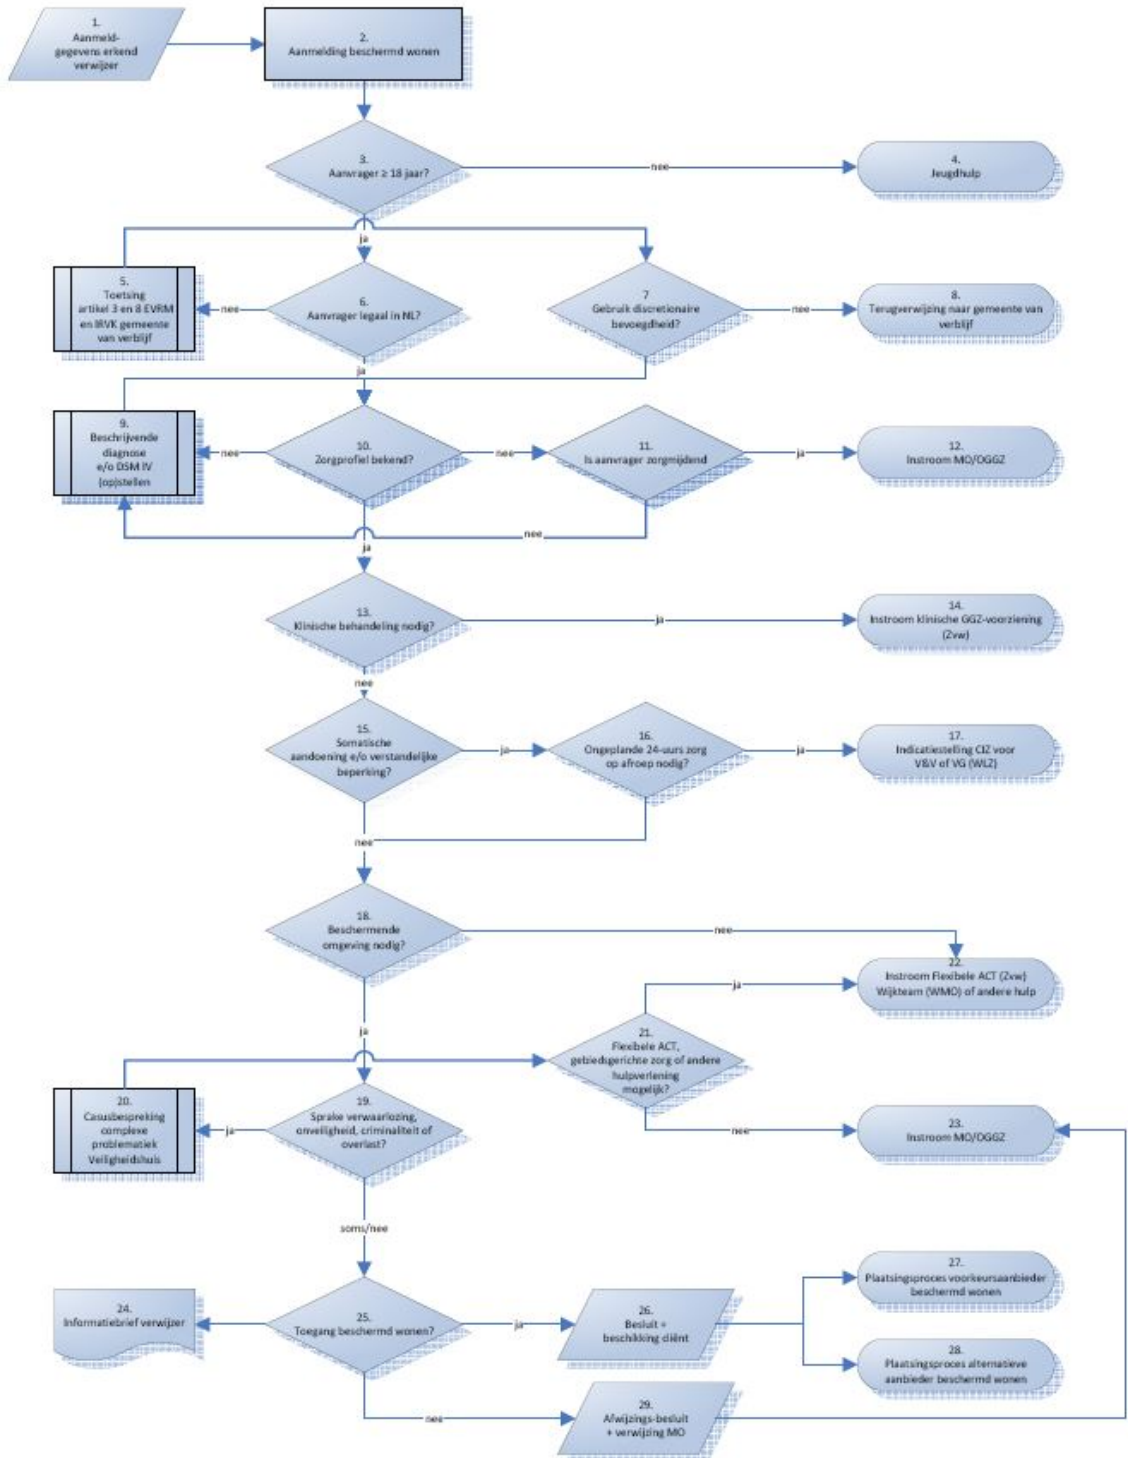 1.
Aanmeld-
gegevens erkend
verwijzer
2.
Aanmelding beschermd wonen
3.
Aanvrager ≥ 18 jaar?
nee
4.
Jeugdhulp
ja
5.
Toetsing
artikel 3 en 8 EVRM
en IRVK gemeente
van verblijf
nee
6.
Aanvrager legaal in NL?
7
Gebruik discretionaire
bevoegdheid?
nee
8.
Terugverwijzing naar gemeente van
verblijf
ja
9.
Beschrijvende
diagnose
e/o DSM IV
(op)stellen
nee
10.
Zorgprofiel bekend?
nee
11.
Is aanvrager zorgmijdend
ja
12.
Instroom MO/OGGZ
nee
ja
13.
Klinische behandeling nodig?
ja
14.
Instroom klinische GGZ-voorziening
(Zvw)
nee
15.
Somatische
aandoening e/o verstandelijke
beperking?
ja
16.
Ongeplande 24-uurs zorg
op afroep nodig?
ja
17.
Indicatiestelling CIZ voor
V&V of VG (WLZ)
nee
18.
Beschermende
omgeving nodig?
nee
22.
Instroom Flexibele ACT (Zvw)
Wijkteam (WMO) of andere hulp
ja
ja
21.
Flexibele ACT,
gebiedsgerichte zorg of andere
hulpverlening
mogelijk?
20.
Casusbespreking
complexe
problematiek
Veiligheidshuis
ja
19.
Sprake verwaarlozing,
onveiligheid, criminaliteit of
overlast?
nee
23.
Instroom MO/OGGZ
soms/nee
24.
Informatiebrief verwijzer
25.
Toegang beschermd wonen?
ja
26.
Besluit +
beschikking cliënt
27.
Plaatsingsproces voorkeursaanbieder
beschermd wonen
28.
Plaatsingsproces alternatieve
aanbieder beschermd wonen
nee
29.
Afwijzings-besluit
+ verwijzing MO